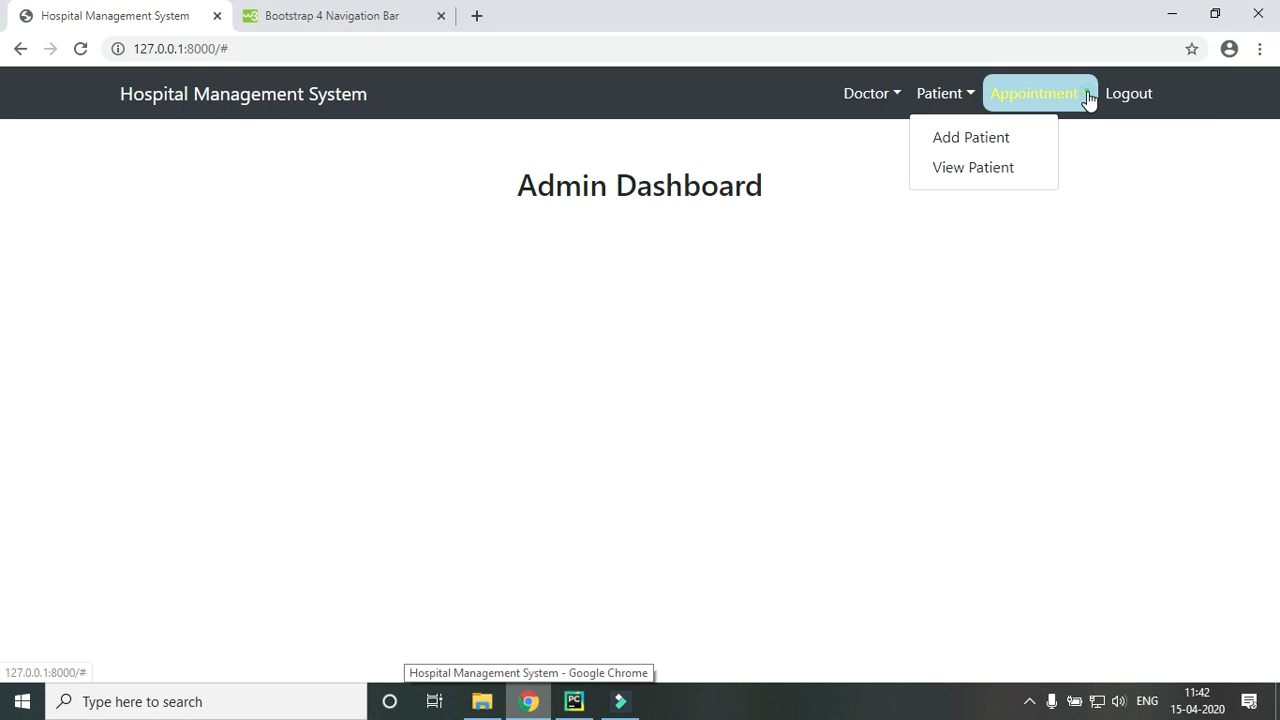 Hospital Management System
Bootstrap 4 Navigation Bar
127.0.0.1:8000/#
Hospital Management System
Doctor
Patient
Appointment
Logout
Add Patient
View Patient
Admin Dashboard
127.0.0.1:8000/#
Hospital Management System - Google Chrome
Type here to search
PC
ENG
11:42
15-04-2020